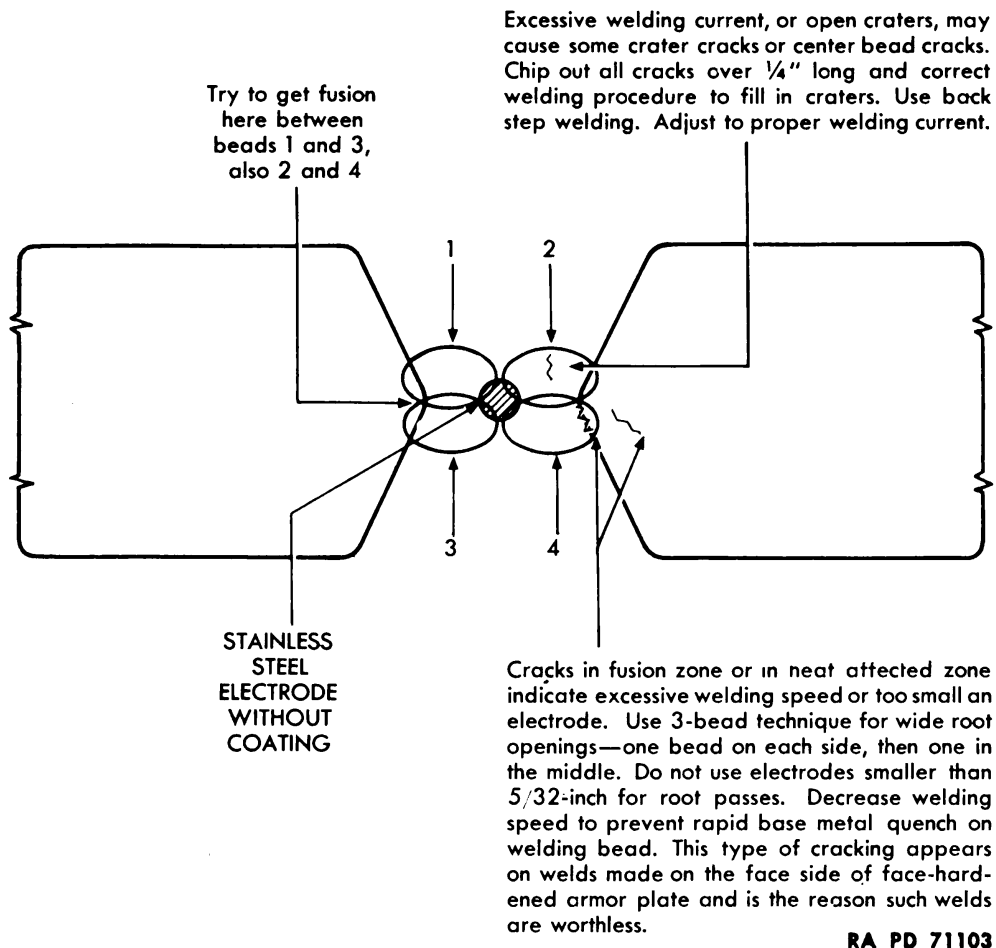 Excessive welding current, or open craters, may
cause some crater cracks or center bead cracks.
Chip out all cracks over ¼" long and correct
welding procedure to fill in craters. Use back
step welding. Adjust to proper welding current.
Try to get fusion
here between
beads 1 and 3,
also 2 and 4
1
2
3
4
STAINLESS
STEEL
ELECTRODE
WITHOUT
COATING
Cracks in fusion zone or in neat affected zone
indicate excessive welding speed or too small an
electrode. Use 3-bead technique for wide root
openings—one bead on each side, then one in
the middle. Do not use electrodes smaller than
5/32-inch for root passes. Decrease welding
speed to prevent rapid base metal quench on
welding bead. This type of cracking appears
on welds made on the face side of face-hard-
ened armor plate and is the reason such welds
are worthless.
RA PD 71103